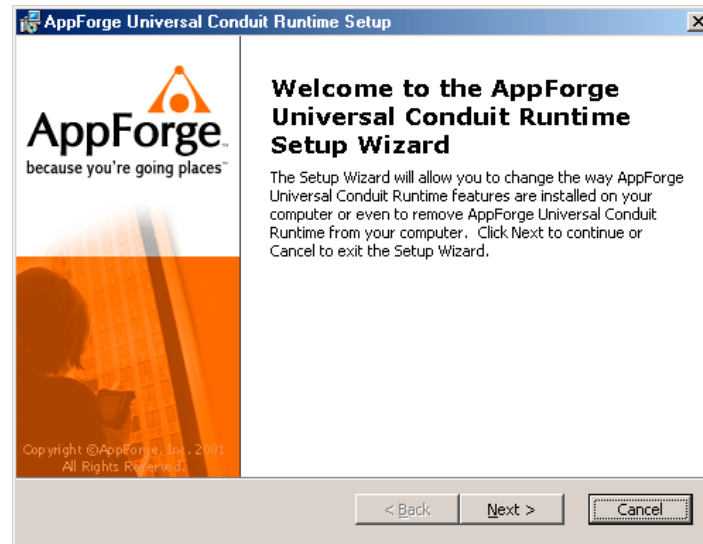 AppForge Universal Conduit Runtime Setup
AppForge™
because you're going places™
Welcome to the AppForge
Universal Conduit Runtime
Setup Wizard
The Setup Wizard will allow you to change the way AppForge
Universal Conduit Runtime features are installed on your
computer or even to remove AppForge Universal Conduit
Runtime from your computer.  Click Next to continue or
Cancel to exit the Setup Wizard.
Copyright ©AppForge, Inc. 2001
All Rights Reserved.
< Back
Next >
Cancel